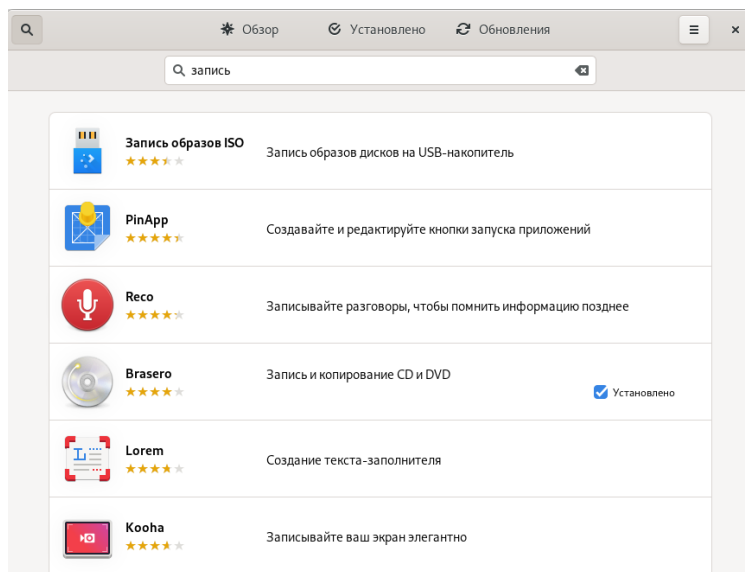 Обзор Установлено Обновления
запись
Запись образов ISO
Запись образов дисков на USB-накопитель
PinApp
Создавайте и редактируйте кнопки запуска приложений
Reco
Записывайте разговоры, чтобы помнить информацию позднее
Brasero
Запись и копирование CD и DVD
Установлено
Lorem
Создание текста-заполнителя
Kooha
Записывайте ваш экран элегантно